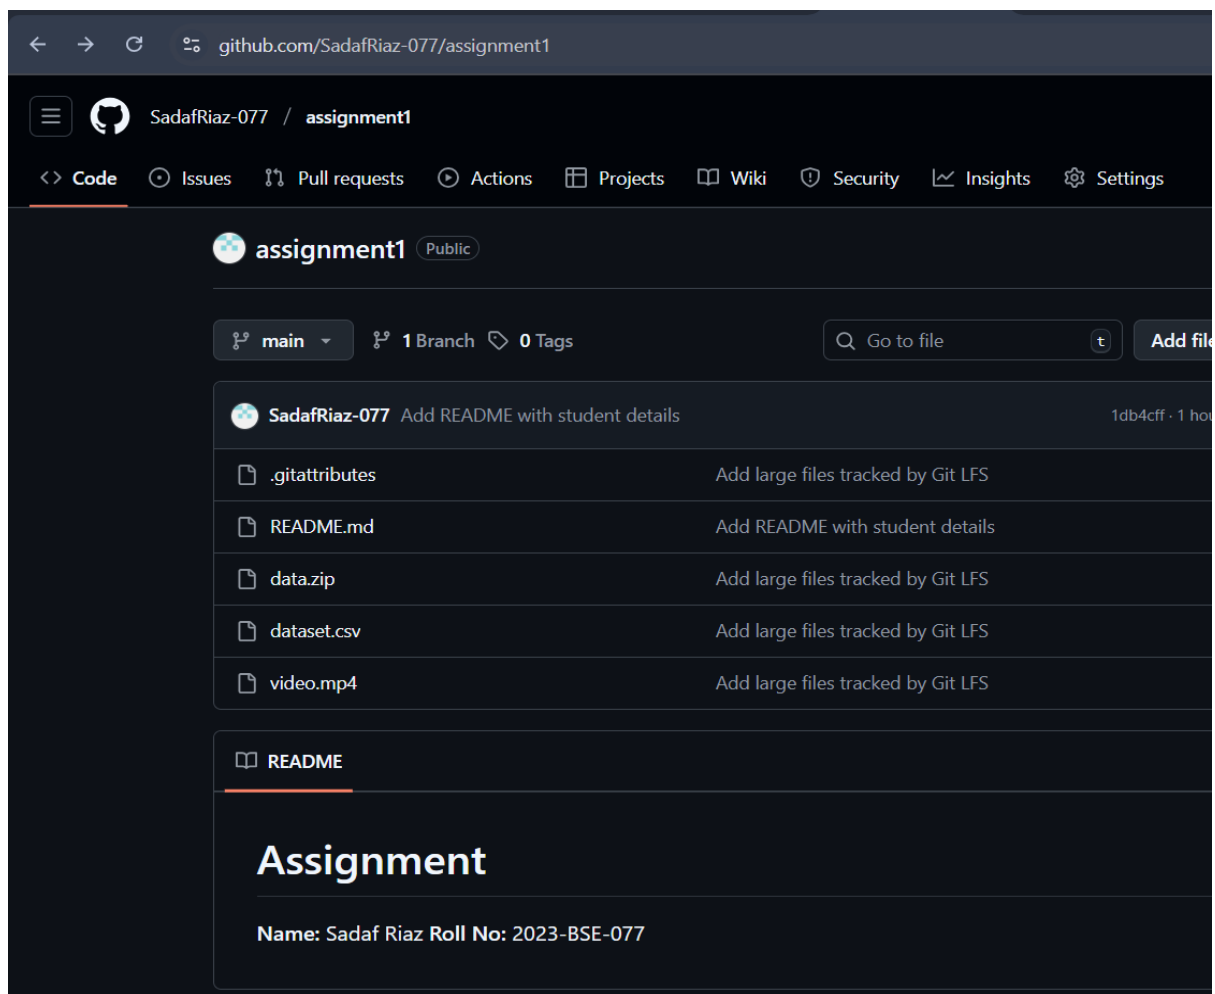 github.com/SadafRiaz-077/assignment1
SadafRiaz-077 / assignment1
Code Issues Pull requests Actions Projects Wiki Security Insights Settings
assignment1 Public
main 1 Branch 0 Tags Go to file t Add file
SadafRiaz-077 Add README with student details 1db4cff · 1 hou
.gitattributes Add large files tracked by Git LFS
README.md Add README with student details
data.zip Add large files tracked by Git LFS
dataset.csv Add large files tracked by Git LFS
video.mp4 Add large files tracked by Git LFS
README
Assignment
Name: Sadaf Riaz Roll No: 2023-BSE-077